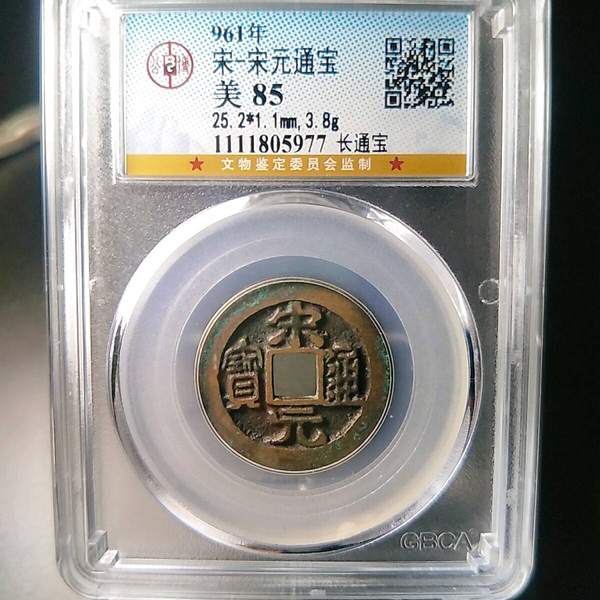 961年
宋-宋元通宝
美 85
25.2*1.1mm,3.8g
1111805977 长通宝
文物鉴定委员会监制
宋元通寶
GBCA